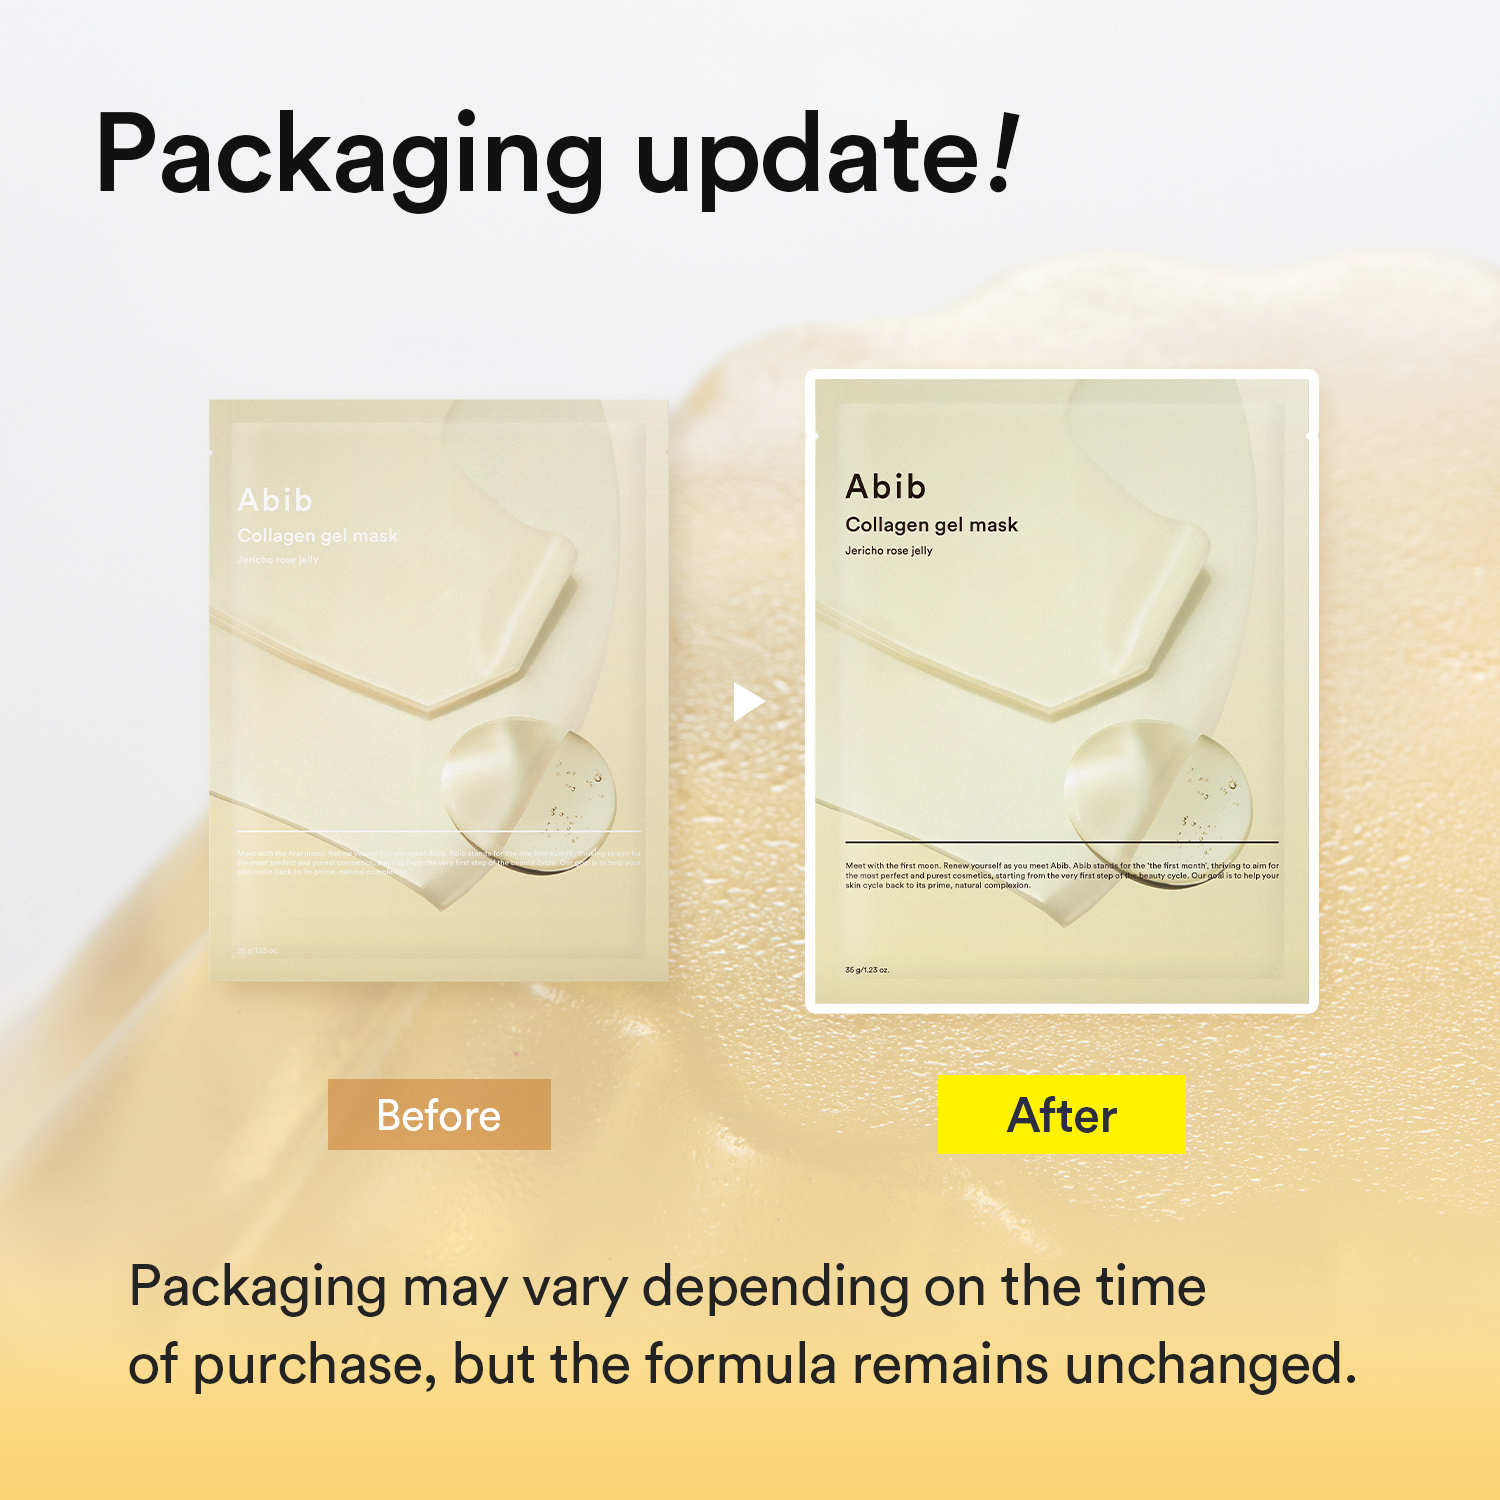 Packaging update!
Abib
Collagen gel mask
Jericho rose jelly
Meet with the first moon. Renew yourself as you meet Abib. Abib stands for the 'the first month', thriving to aim for
the most perfect and purest cosmetics, starting from the very first step of the beauty cycle. Our goal is to help your
skin cycle back to its prime, natural complexion.
35 g/1.23 oz.
Before
Abib
Collagen gel mask
Jericho rose jelly
Meet with the first moon. Renew yourself as you meet Abib. Abib stands for the 'the first month', thriving to aim for
the most perfect and purest cosmetics, starting from the very first step of the beauty cycle. Our goal is to help your
skin cycle back to its prime, natural complexion.
35 g/1.23 oz.
After
Packaging may vary depending on the time
of purchase, but the formula remains unchanged.